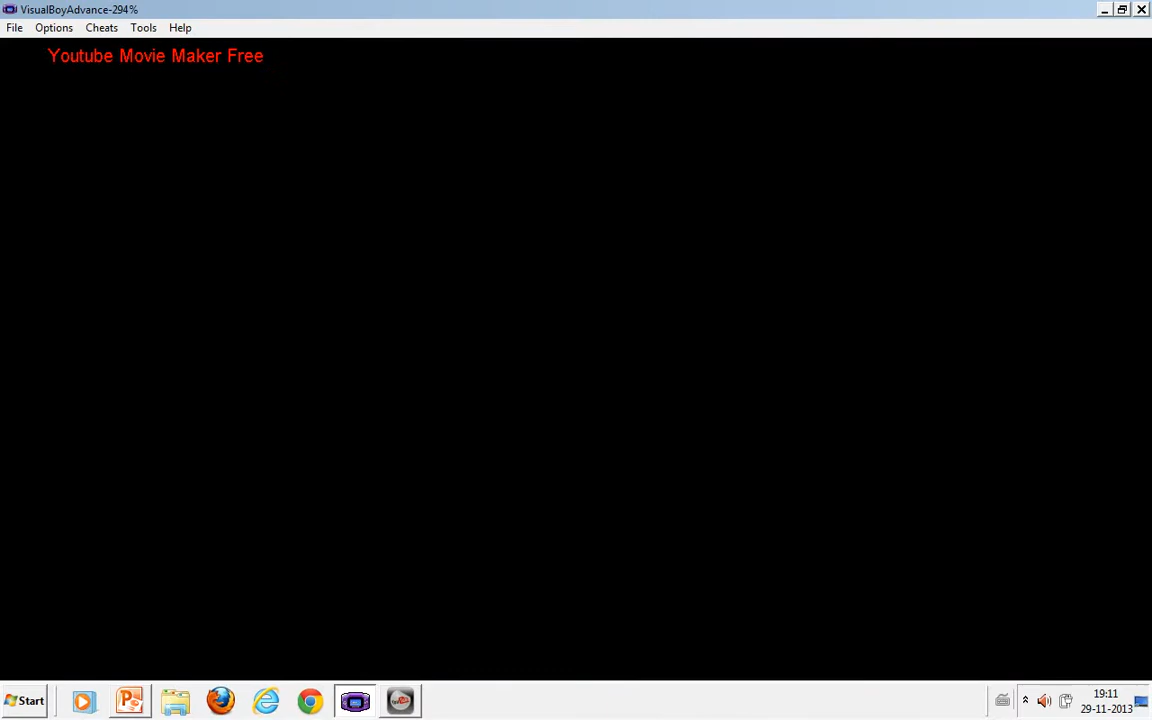 VisualBoyAdvance-294%
File Options Cheats Tools Help
Youtube Movie Maker Free
Start
19:11
29-11-2013